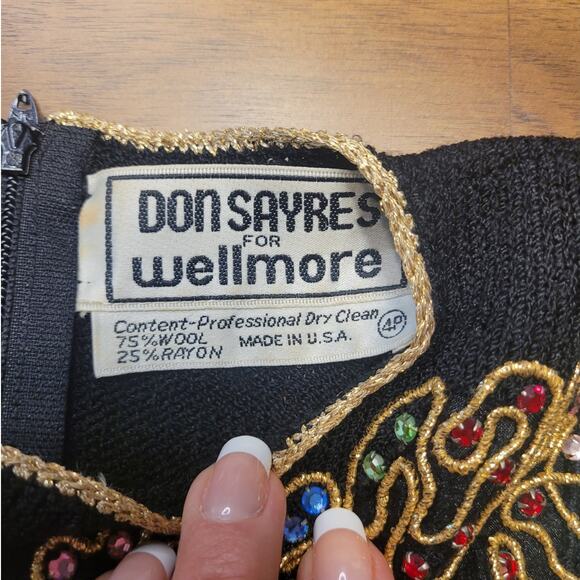 DON SAYRES
FOR
wellmore
Content-Professional Dry Clean
75% WOOL MADE IN U.S.A. 4P
25% RAYON